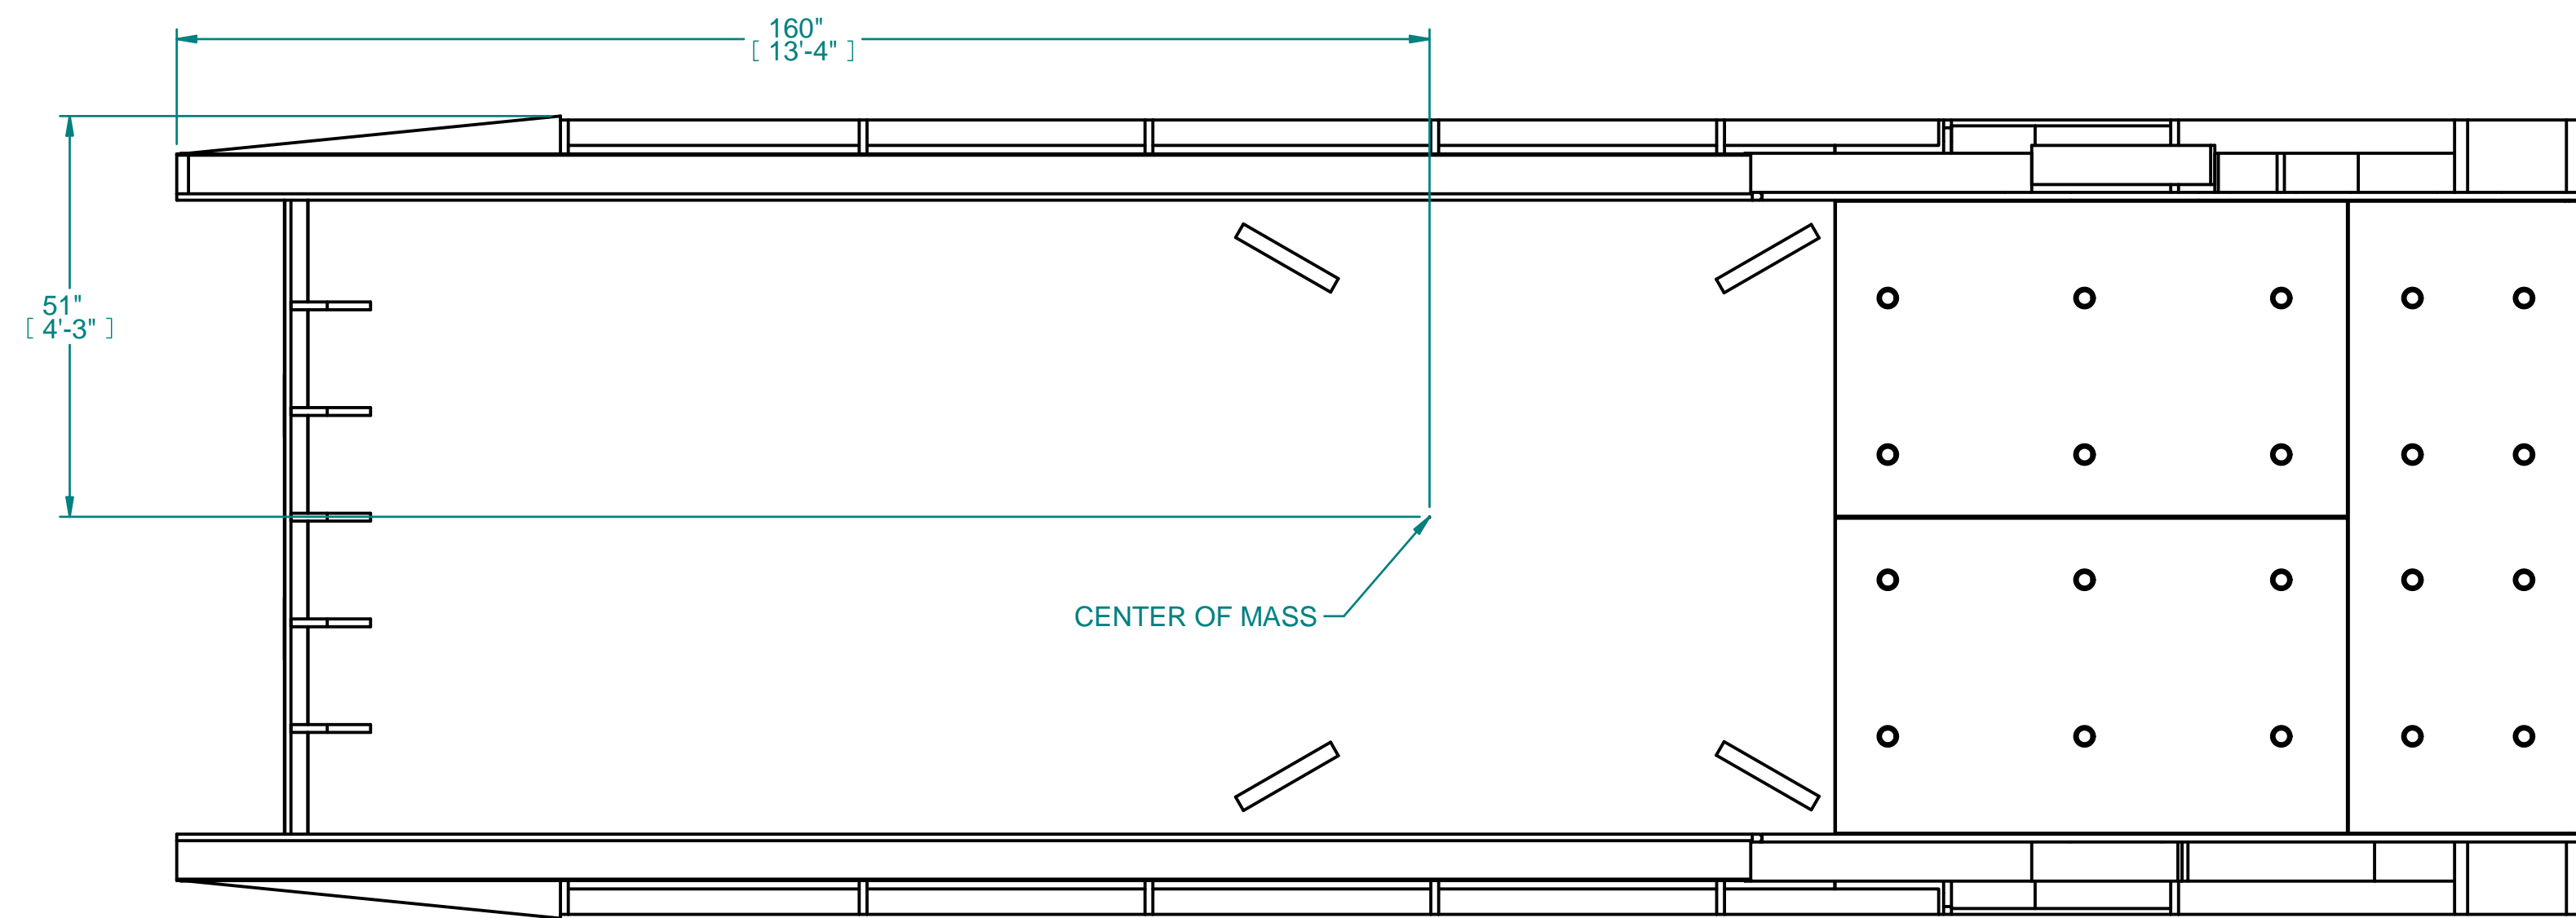 160"
[ 13'-4" ]
51"
[ 4'-3" ]
CENTER OF MASS